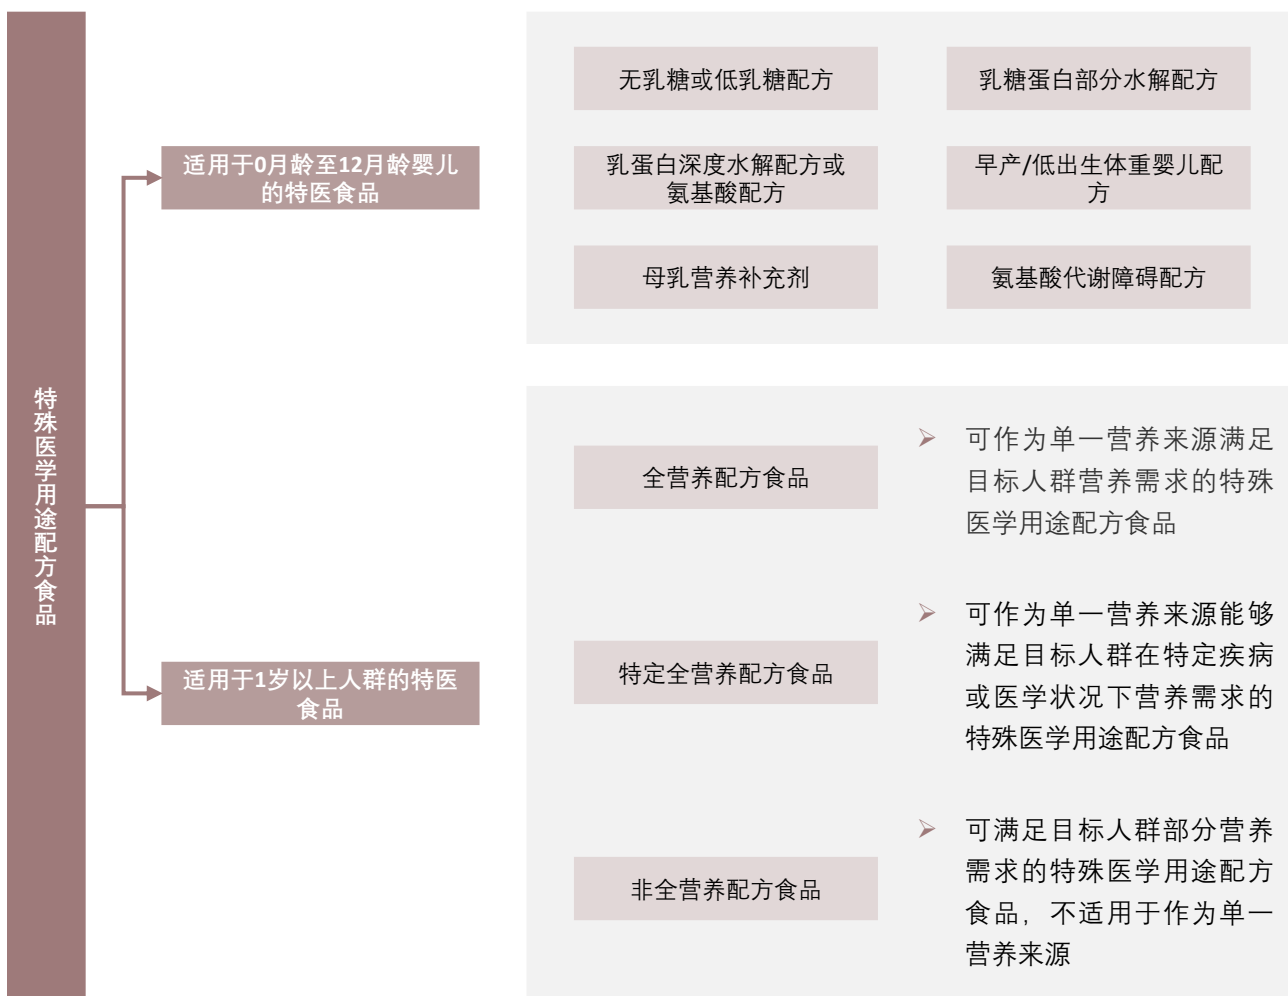 特殊医学用途配方食品
适用于0月龄至12月龄婴儿
的特医食品
无乳糖或低乳糖配方
乳糖蛋白部分水解配方
乳蛋白深度水解配方或
氨基酸配方
早产/低出生体重婴儿配
方
母乳营养补充剂
氨基酸代谢障碍配方
适用于1岁以上人群的特医
食品
全营养配方食品
➢ 可作为单一营养来源满足
目标人群营养需求的特殊
医学用途配方食品
特定全营养配方食品
➢ 可作为单一营养来源能够
满足目标人群在特定疾病
或医学状况下营养需求的
特殊医学用途配方食品
非全营养配方食品
➢ 可满足目标人群部分营养
需求的特殊医学用途配方
食品，不适用于作为单一
营养来源